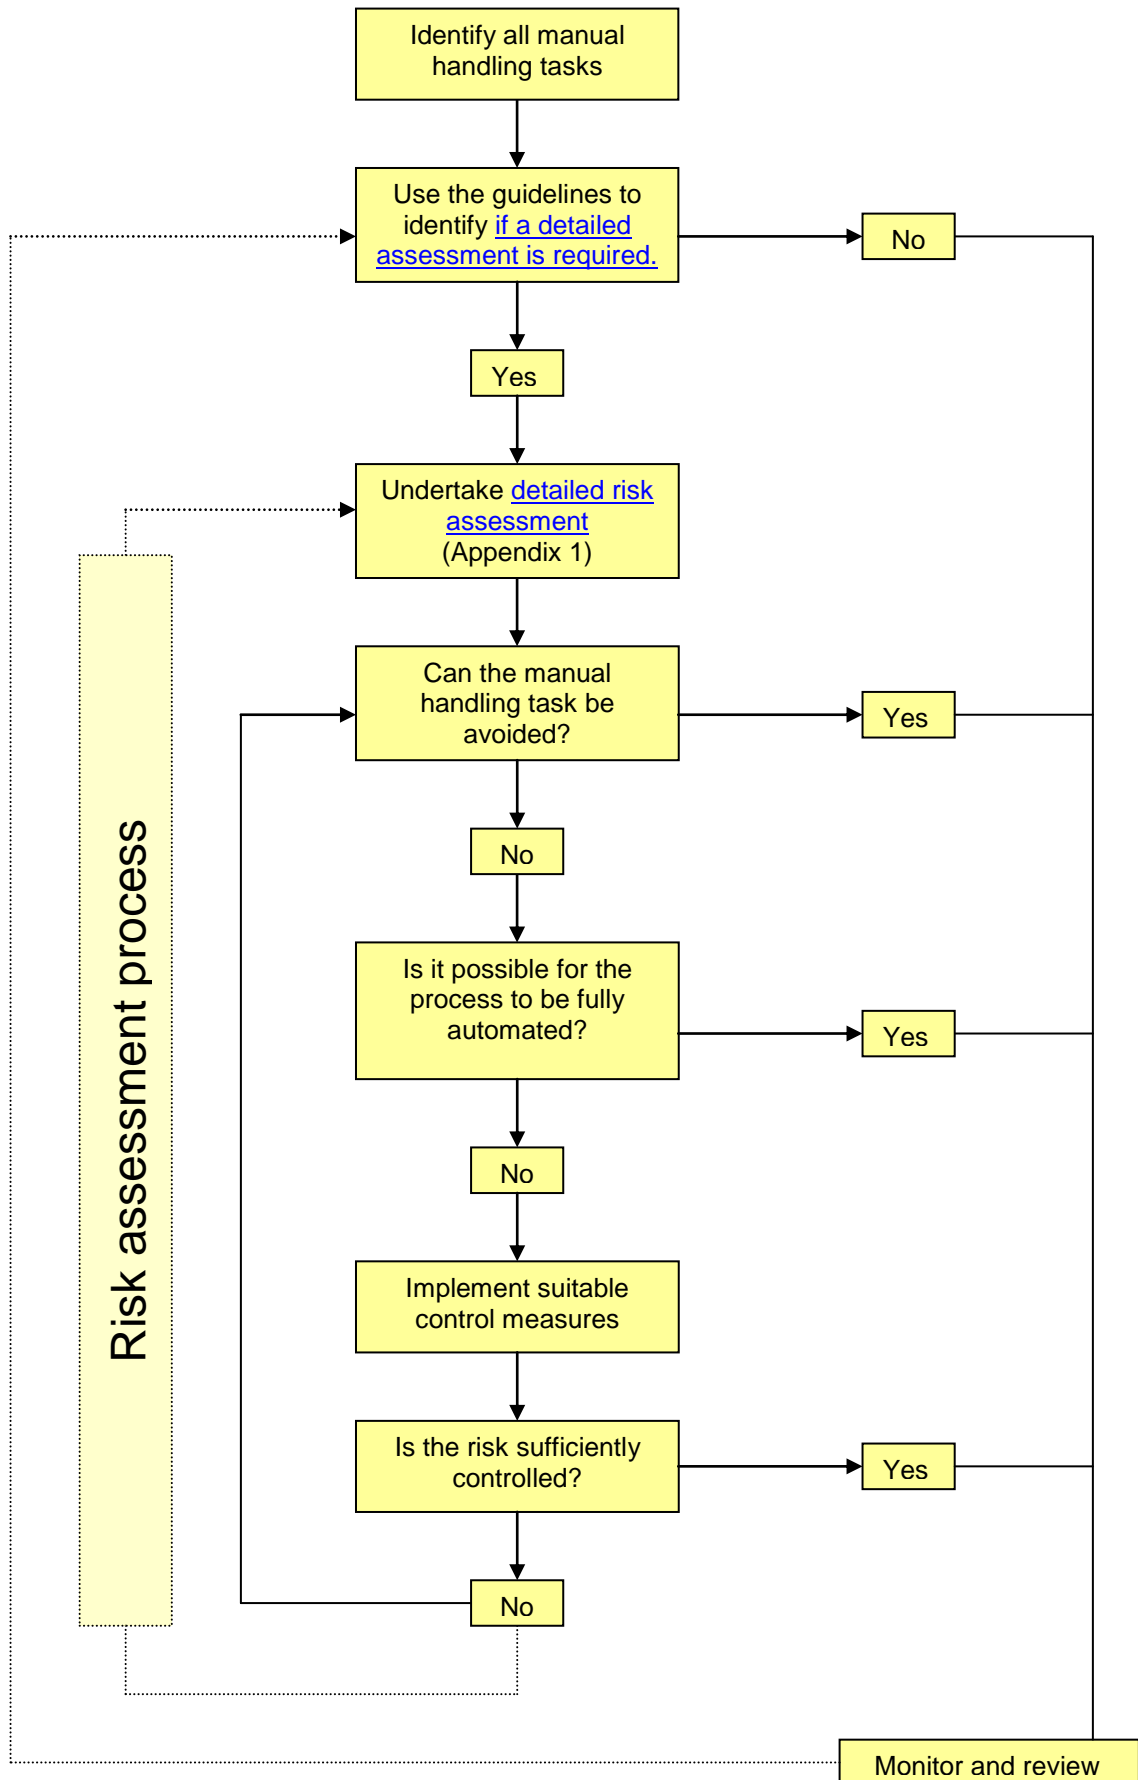 Identify all manual
handling tasks
Use the guidelines to
identify if a detailed
assessment is required.
No
Yes
Undertake detailed risk
assessment
(Appendix 1)
Can the manual
handling task be
avoided?
Yes
No
Is it possible for the
process to be fully
automated?
Yes
No
Implement suitable
control measures
Is the risk sufficiently
controlled?
Yes
No
Risk assessment process
Monitor and review